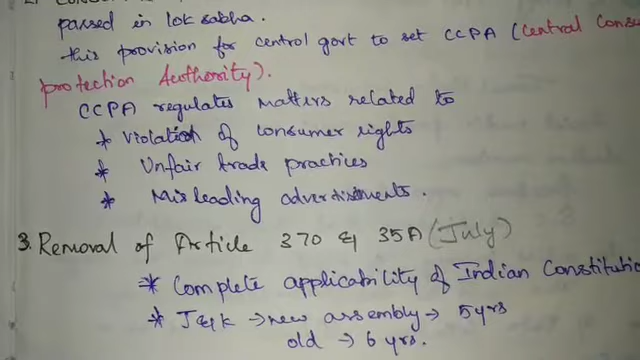 passed in lok sabha.
this provision for central govt to set CCPA (Central Consu
protection Authority).
CCPA regulates matters related to
* Violation of consumer rights
* Unfair trade practices
* Misleading advertisments.
3. Removal of Article 370 & 35A (July)
* Complete applicability of Indian Constitutio
* J&K → new assembly → 5 yrs
old → 6 yrs.